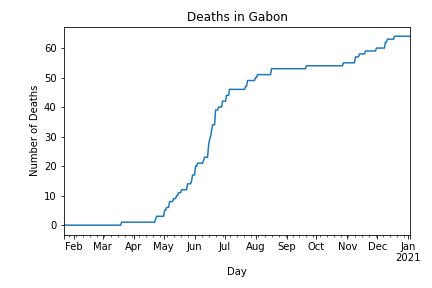 Deaths in Gabon
Number of Deaths
60
50
40
30
20
10
0
Feb Mar Apr May Jun Jul Aug Sep Oct Nov Dec Jan
2021
Day